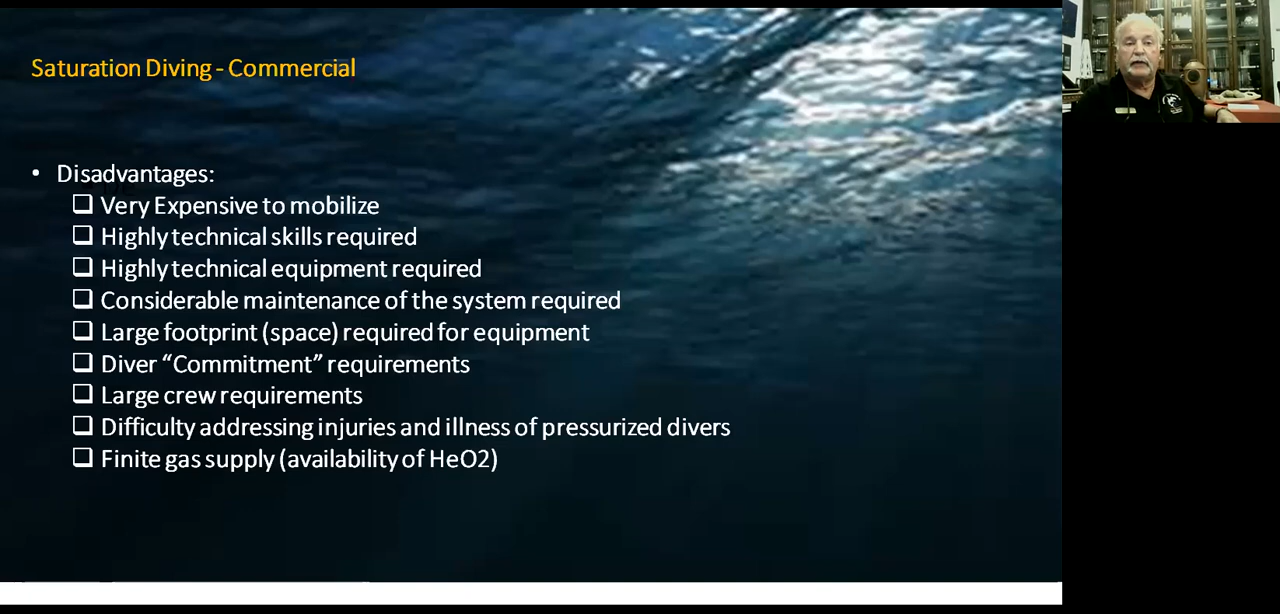 Saturation Diving - Commercial
• Disadvantages:
❑ Very Expensive to mobilize
❑ Highly technical skills required
❑ Highly technical equipment required
❑ Considerable maintenance of the system required
❑ Large footprint (space) required for equipment
❑ Diver “Commitment” requirements
❑ Large crew requirements
❑ Difficulty addressing injuries and illness of pressurized divers
❑ Finite gas supply (availability of HeO2)